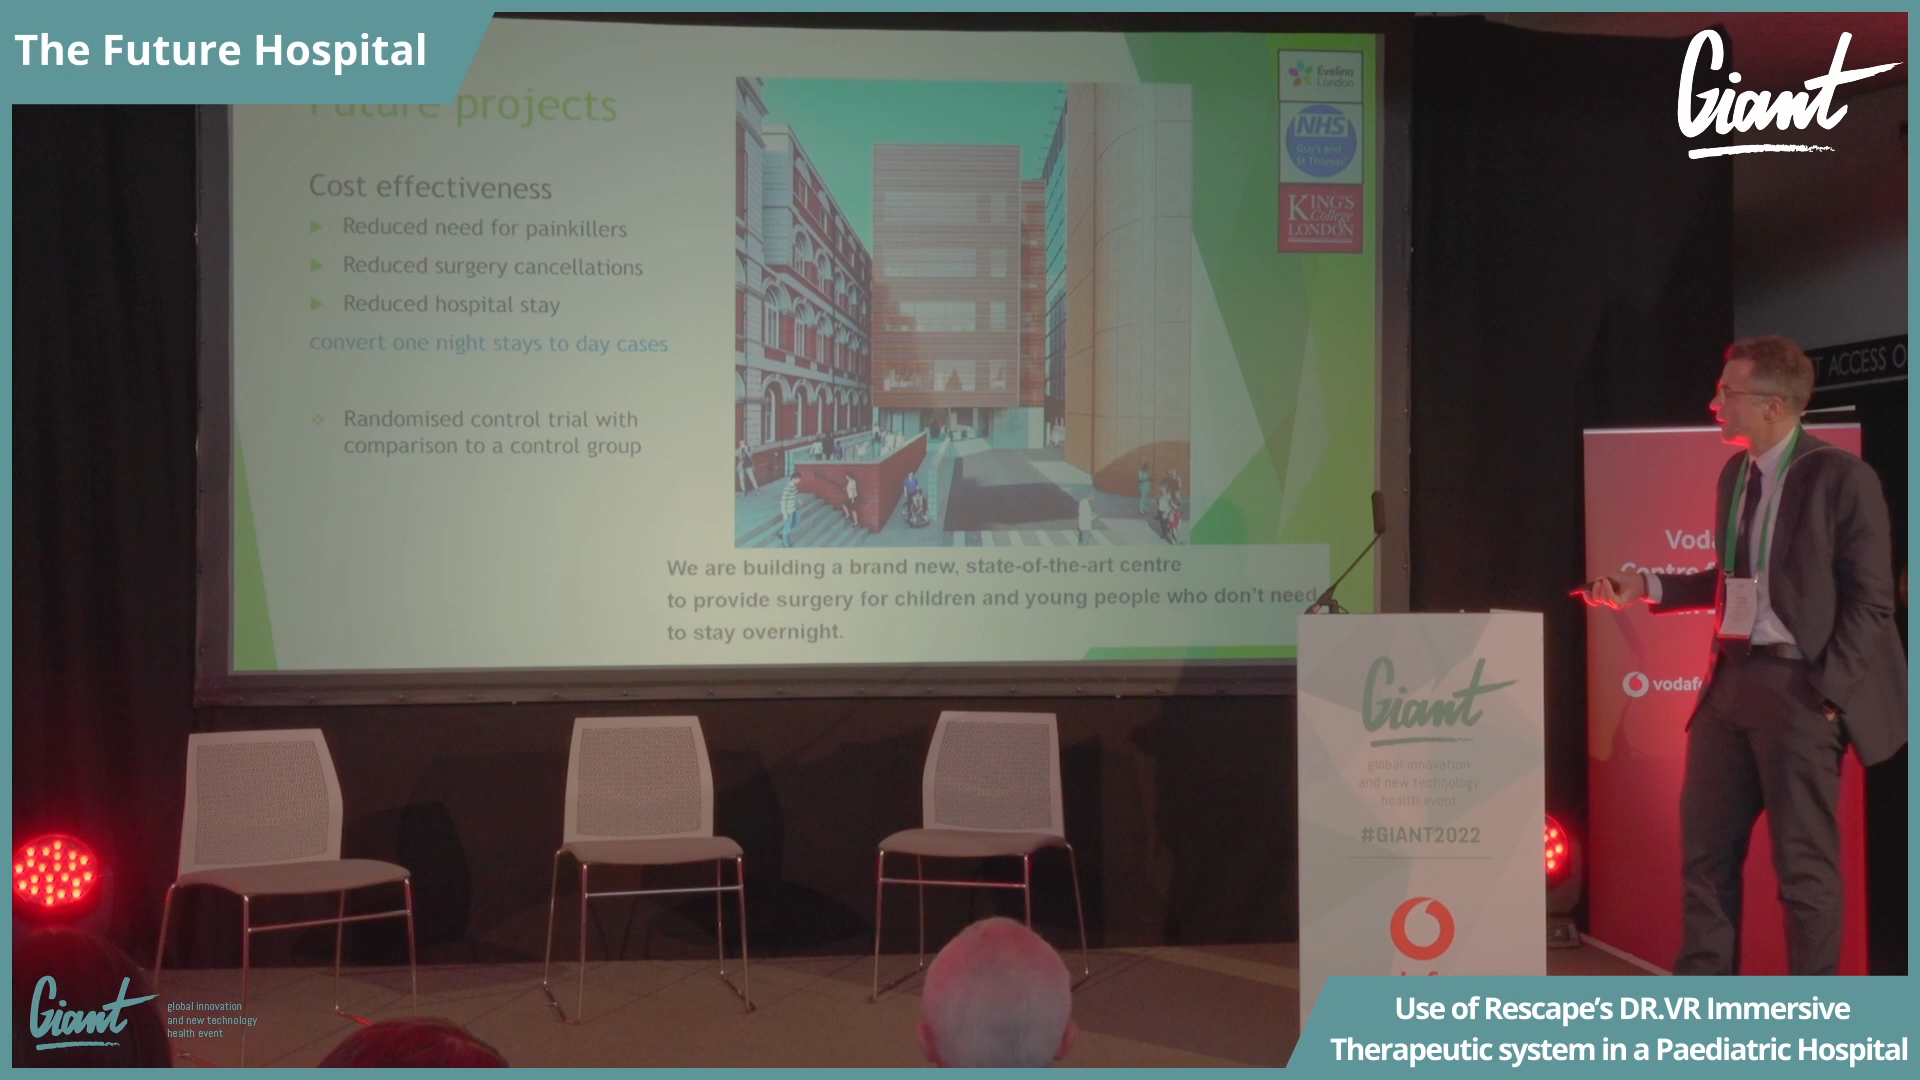 The Future Hospital
Giant
Future projects
Cost effectiveness
Reduced need for painkillers
Reduced surgery cancellations
Reduced hospital stay
convert one night stays to day cases
Randomised control trial with
comparison to a control group
Evelina
London
NHS
Guy's and
St Thomas'
KING'S
College
LONDON
We are building a brand new, state-of-the-art centre
to provide surgery for children and young people who don't need
to stay overnight.
T ACCESS O
Voda
Centre
vodaf
Giant
global innovation
and new technology
health event
#GIANT2022
Giant
global innovation
and new technology
health event
Use of Rescape's DR.VR Immersive
Therapeutic system in a Paediatric Hospital